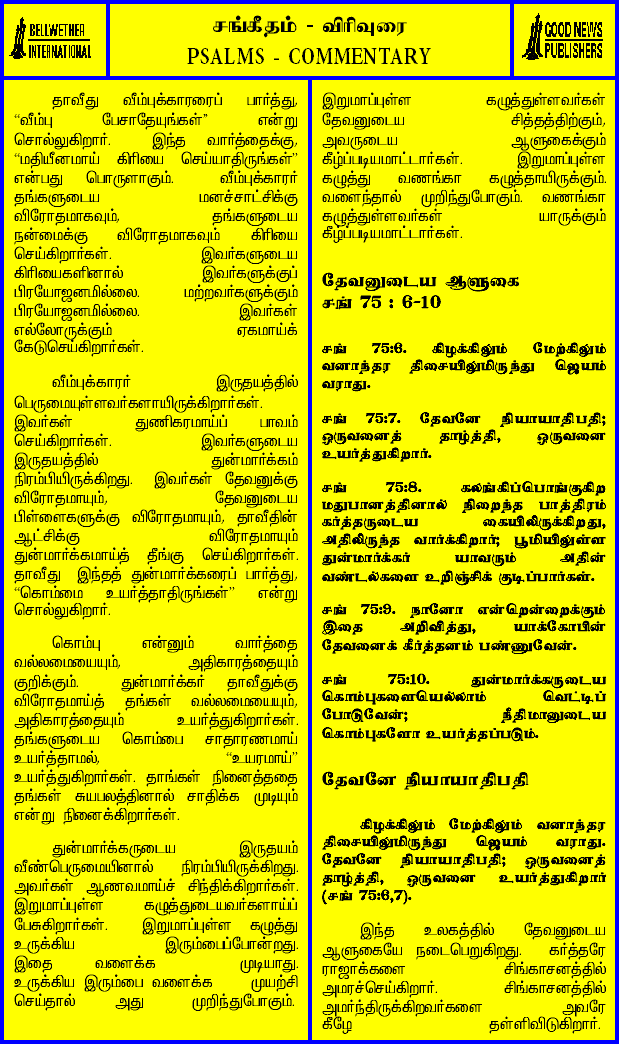 BELLWETHER
INTERNATIONAL
சங்கீதம் - விரிவுரை
PSALMS - COMMENTARY
GOOD NEWS
PUBLISHERS
தாவீது வீம்புக்காரரைப் பார்த்து,
“வீம்பு பேசாதேயுங்கள்” என்று
சொல்லுகிறார். இந்த வார்த்தைக்கு,
“மதியீனமாய் கிரியை செய்யாதிருங்கள்”
என்பது பொருளாகும். வீம்புக்காரர்
தங்களுடைய மனச்சாட்சிக்கு
விரோதமாகவும், தங்களுடைய
நன்மைக்கு விரோதமாகவும் கிரியை
செய்கிறார்கள். இவர்களுடைய
கிரியைகளினால் இவர்களுக்குப்
பிரயோஜனமில்லை. மற்றவர்களுக்கும்
பிரயோஜனமில்லை. இவர்கள்
எல்லோருக்கும் ஏகமாய்க்
கேடுசெய்கிறார்கள்.
வீம்புக்காரர் இருதயத்தில்
பெருமையுள்ளவர்களாயிருக்கிறார்கள்.
இவர்கள் துணிகரமாய்ப் பாவம்
செய்கிறார்கள். இவர்களுடைய
இருதயத்தில் துன்மார்க்கம்
நிரம்பியிருக்கிறது. இவர்கள் தேவனுக்கு
விரோதமாயும், தேவனுடைய
பிள்ளைகளுக்கு விரோதமாயும், தாவீதின்
ஆட்சிக்கு விரோதமாயும்
துன்மார்க்கமாய்த் தீங்கு செய்கிறார்கள்.
தாவீது இந்தத் துன்மார்க்கரைப் பார்த்து,
“கொம்மை உயர்த்தாதிருங்கள்” என்று
சொல்லுகிறார்.
கொம்பு என்னும் வார்த்தை
வல்லமையையும், அதிகாரத்தையும்
குறிக்கும். துன்மார்க்கர் தாவீதுக்கு
விரோதமாய்த் தங்கள் வல்லமையையும்,
அதிகாரத்தையும் உயர்த்துகிறார்கள்.
தங்களுடைய கொம்பை சாதாரணமாய்
உயர்த்தாமல், “உயரமாய்”
உயர்த்துகிறார்கள். தாங்கள் நினைத்ததை
தங்கள் சுயபலத்தினால் சாதிக்க முடியும்
என்று நினைக்கிறார்கள்.
துன்மார்க்கருடைய இருதயம்
வீண்பெருமையினால் நிரம்பியிருக்கிறது.
அவர்கள் ஆணவமாய்ச் சிந்திக்கிறார்கள்.
இறுமாப்புள்ள கழுத்துடையவர்களாய்ப்
பேசுகிறார்கள். இறுமாப்புள்ள கழுத்து
உருக்கிய இரும்பைப்போன்றது.
இதை வளைக்க முடியாது.
உருக்கிய இரும்பை வளைக்க முயற்சி
செய்தால் அது முறிந்துபோகும்.
இறுமாப்புள்ள கழுத்துள்ளவர்கள்
தேவனுடைய சித்தத்திற்கும்,
அவருடைய ஆளுகைக்கும்
கீழ்ப்படியமாட்டார்கள். இறுமாப்புள்ள
கழுத்து வணங்கா கழுத்தாயிருக்கும்.
வளைந்தால் முறிந்துபோகும். வணங்கா
கழுத்துள்ளவர்கள் யாருக்கும்
கீழ்ப்படியமாட்டார்கள்.
தேவனுடைய ஆளுகை
சங் 75 : 6-10
சங் 75:6. கிழக்கிலும் மேற்கிலும்
வனாந்தர திசையிலுமிருந்து ஜெயம்
வராது.
சங் 75:7. தேவனே நியாயாதிபதி;
ஒருவனைத் தாழ்த்தி, ஒருவனை
உயர்த்துகிறார்.
சங் 75:8. கலங்கிப்பொங்குகிற
மதுபானத்தினால் நிறைந்த பாத்திரம்
கர்த்தருடைய கையிலிருக்கிறது,
அதிலிருந்த வார்க்கிறார்; பூமியிலுள்ள
துன்மார்க்கர் யாவரும் அதின்
வண்டல்களை உறிஞ்சிக் குடிப்பார்கள்.
சங் 75:9. நானோ என்றென்றைக்கும்
இதை அறிவித்து, யாக்கோபின்
தேவனைக் கீர்த்தனம் பண்ணுவேன்.
சங் 75:10. துன்மார்க்கருடைய
கொம்புகளையெல்லாம் வெட்டிப்
போடுவேன்; நீதிமானுடைய
கொம்புகளோ உயர்த்தப்படும்.
தேவனே நியாயாதிபதி
கிழக்கிலும் மேற்கிலும் வனாந்தர
திசையிலுமிருந்து ஜெயம் வராது.
தேவனே நியாயாதிபதி; ஒருவனைத்
தாழ்த்தி, ஒருவனை உயர்த்துகிறார்
(சங் 75:6,7).
இந்த உலகத்தில் தேவனுடைய
ஆளுகையே நடைபெறுகிறது. கர்த்தரே
ராஜாக்களை சிங்காசனத்தில்
அமரச்செய்கிறார். சிங்காசனத்தில்
அமர்ந்திருக்கிறவர்களை அவரே
கீழே தள்ளிவிடுகிறார்.